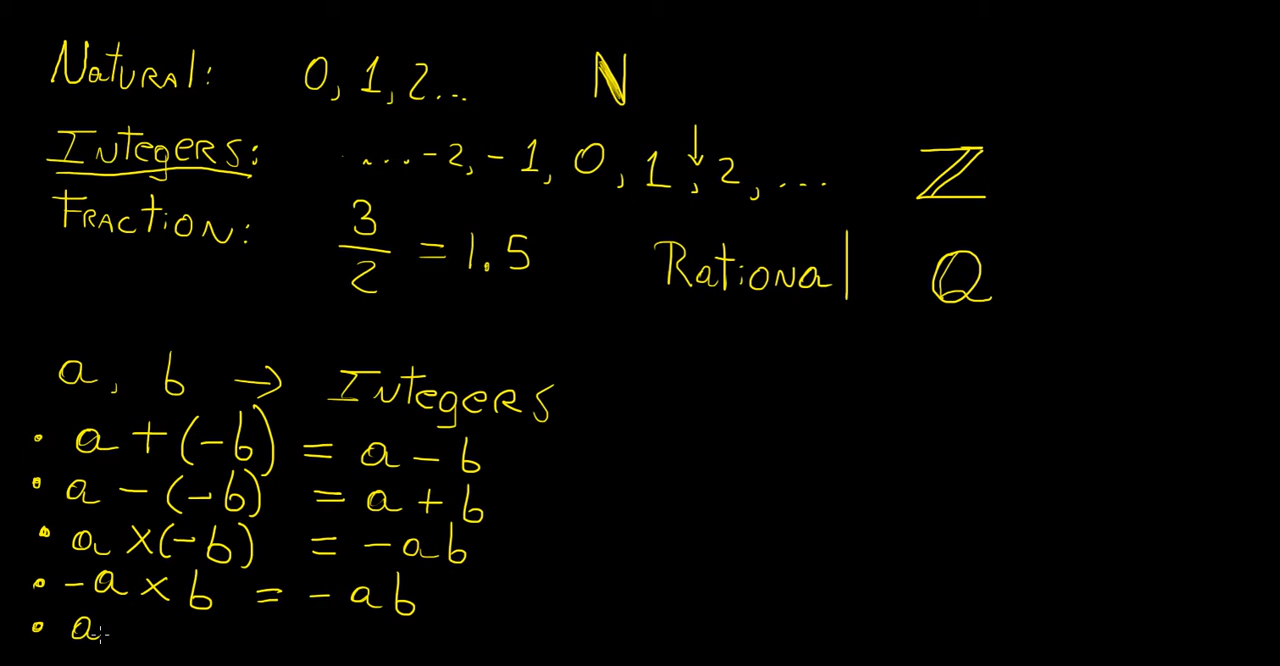 Natural: 0, 1, 2... N
Integers: .....-2, -1, 0, 1, 2, ... Z
Fraction: 3/2 = 1.5 Rational Q
a, b → Integers
• a + (-b) = a - b
• a - (-b) = a + b
• a × (-b) = -ab
• -a × b = -ab
• a